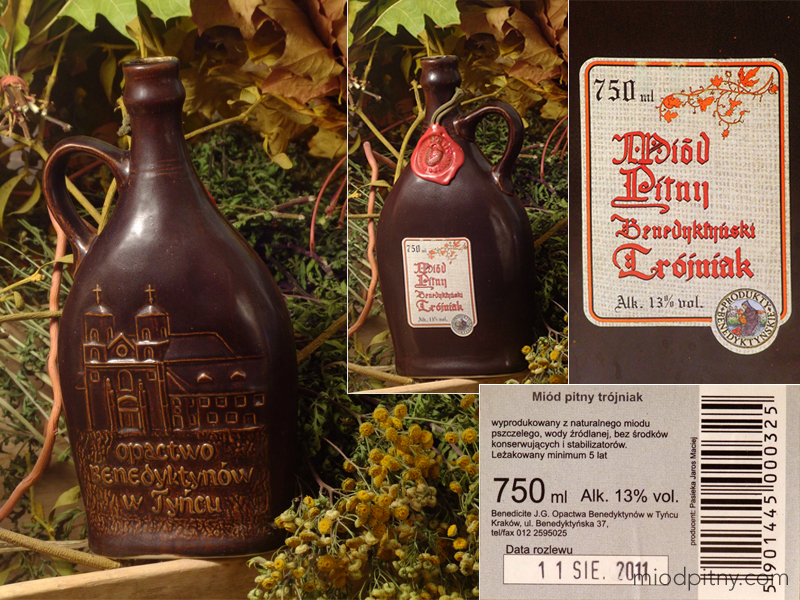 opactwo
Benedyktynów
w Tyńcu
750 ml
Miód
Pitny
Benedyktyński
Trójniak
Alk. 13% vol.
750 ml
Miód
Pitny
Benedyktyński
Trójniak
Alk. 13% vol.
PRODUKTY BENEDYKTYŃSKIE
Miód pitny trójniak
wyprodukowany z naturalnego miodu
pszczelego, wody źródlanej, bez środków
konserwujących i stabilizatorów.
Leżakowany minimum 5 lat
750 ml Alk. 13% vol.
Benedicite J.G. Opactwa Benedyktynów w Tyńcu
Kraków, ul. Benedyktyńska 37,
tel/fax 012 2595025
Data rozlewu
11 SIE. 2011
producent: Pasieka Jaros Maciej
5 901445 000325
miodpitny.com